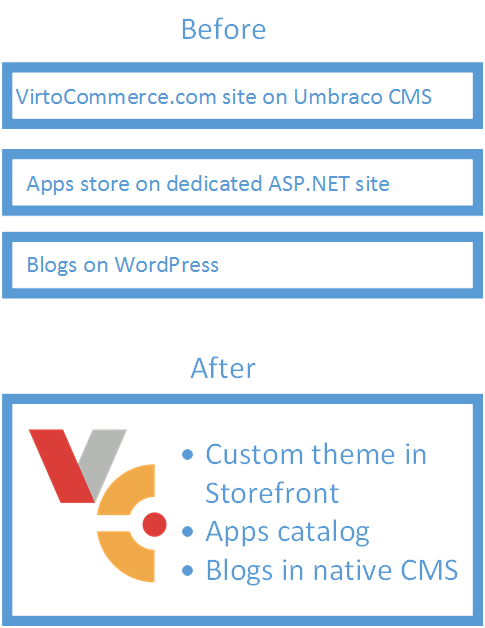 Before
VirtoCommerce.com site on Umbraco CMS
Apps store on dedicated ASP.NET site
Blogs on WordPress
After
• Custom theme in
Storefront
• Apps catalog
• Blogs in native CMS